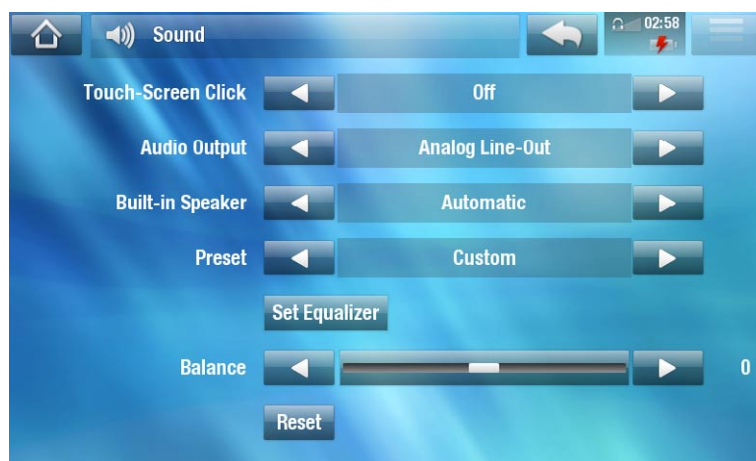 Sound
02:58
Touch-Screen Click Off
Audio Output Analog Line-Out
Built-in Speaker Automatic
Preset Custom
Set Equalizer
Balance 0
Reset